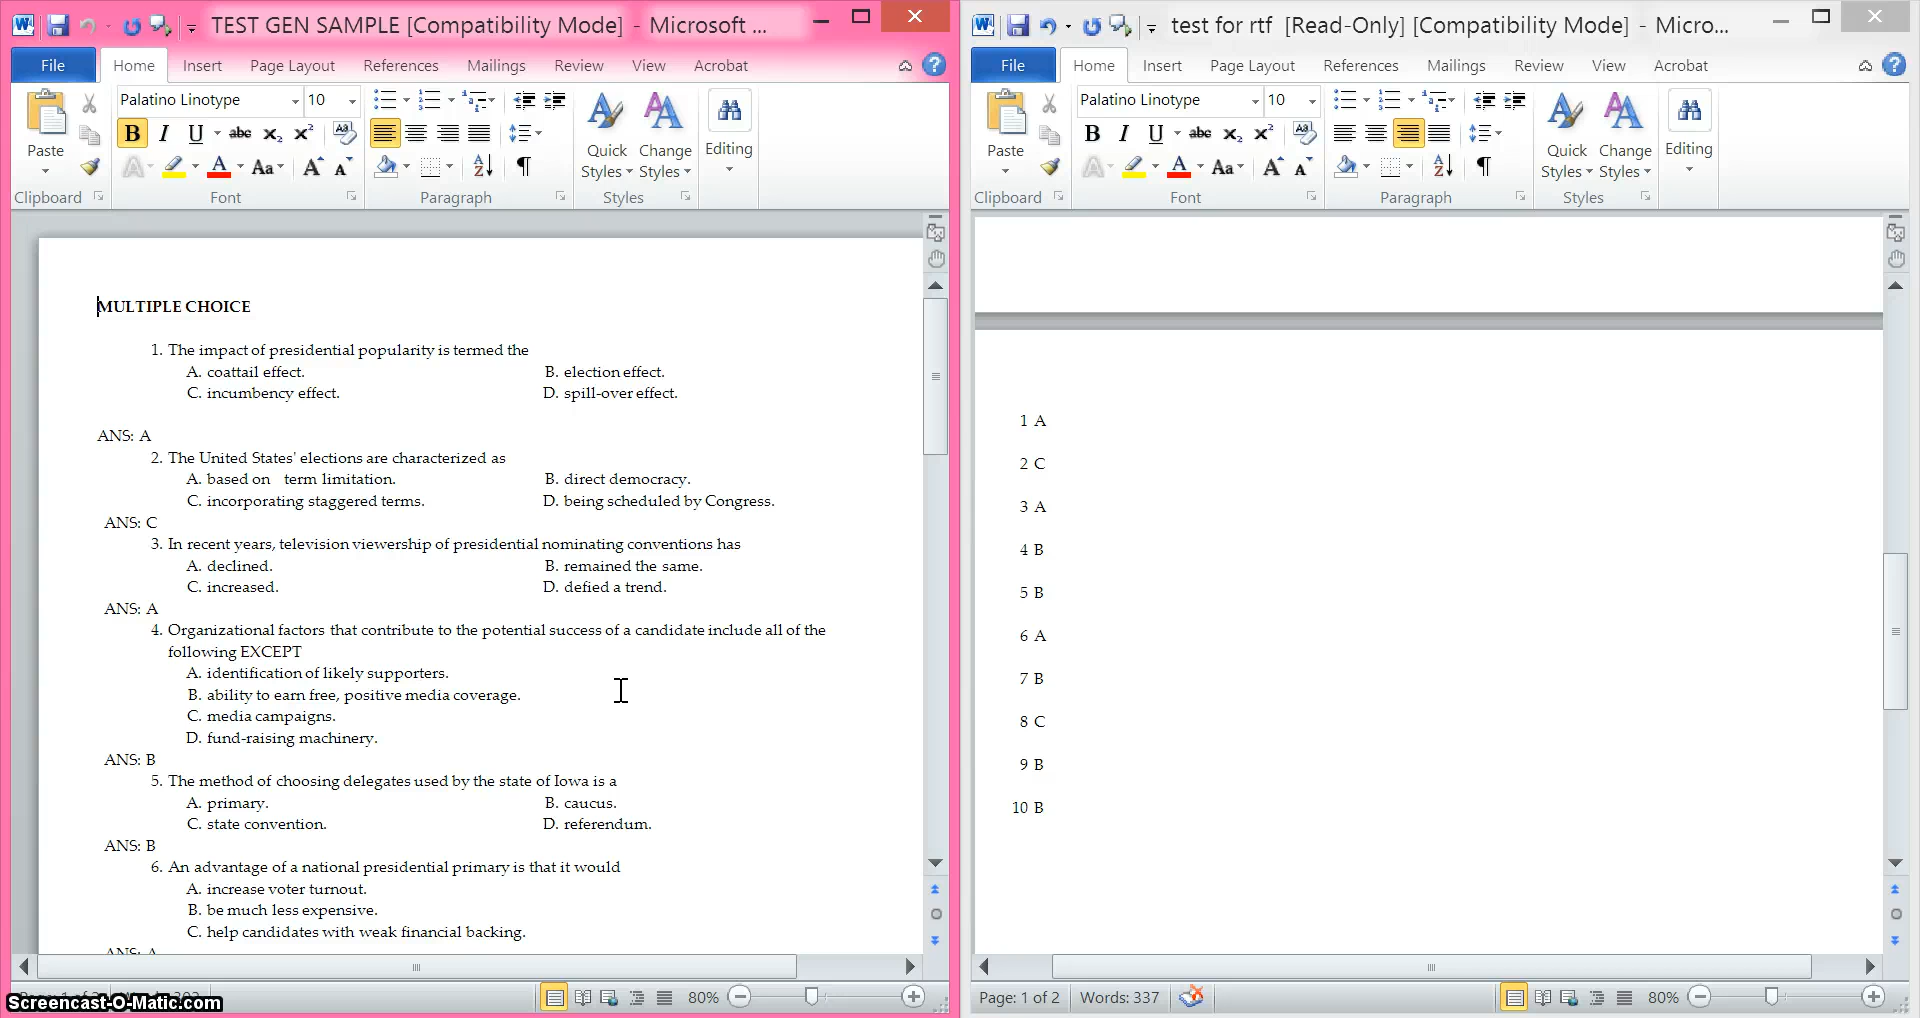 TEST GEN SAMPLE [Compatibility Mode] - Microsoft ...
File Home Insert Page Layout References Mailings Review View Acrobat
Palatino Linotype 10
Paste
B I U abc x₂ x² Aa A A
Quick Styles
Change Styles
Editing
Clipboard Font Paragraph Styles
MULTIPLE CHOICE
1. The impact of presidential popularity is termed the
A. coattail effect. B. election effect.
C. incumbency effect. D. spill-over effect.
ANS: A
2. The United States' elections are characterized as
A. based on term limitation. B. direct democracy.
C. incorporating staggered terms. D. being scheduled by Congress.
ANS: C
3. In recent years, television viewership of presidential nominating conventions has
A. declined. B. remained the same.
C. increased. D. defied a trend.
ANS: A
4. Organizational factors that contribute to the potential success of a candidate include all of the
following EXCEPT
A. identification of likely supporters.
B. ability to earn free, positive media coverage.
C. media campaigns.
D. fund-raising machinery.
ANS: B
5. The method of choosing delegates used by the state of Iowa is a
A. primary. B. caucus.
C. state convention. D. referendum.
ANS: B
6. An advantage of a national presidential primary is that it would
A. increase voter turnout.
B. be much less expensive.
C. help candidates with weak financial backing.
ANS: A
80%
Screencast-O-Matic.com
test for rtf [Read-Only] [Compatibility Mode] - Micro...
File Home Insert Page Layout References Mailings Review View Acrobat
Palatino Linotype 10
Paste
B I U abc x₂ x² Aa A A
Quick Styles
Change Styles
Editing
Clipboard Font Paragraph Styles
1 A
2 C
3 A
4 B
5 B
6 A
7 B
8 C
9 B
10 B
Page: 1 of 2 Words: 337 80%